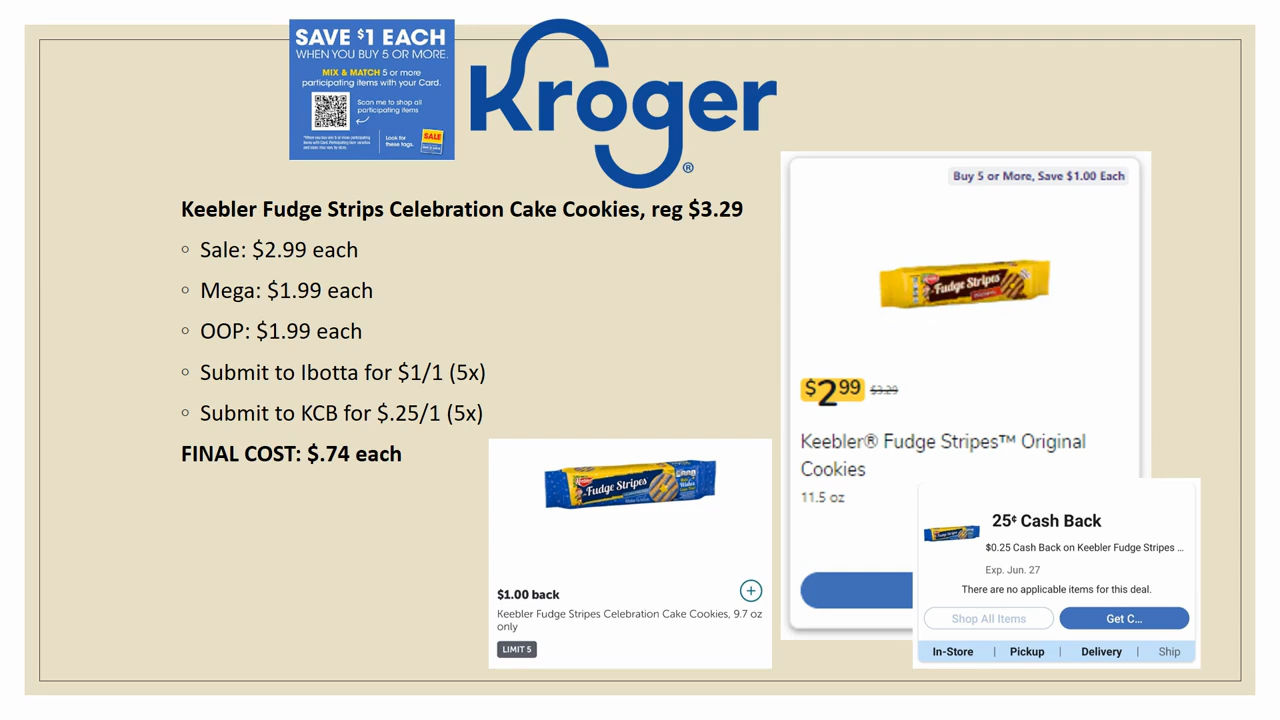 SAVE $1 EACH
WHEN YOU BUY 5 OR MORE.
MIX & MATCH 5 or more
participating items with your Card.
Scan me to shop all
participating items
Look for
these tags.
SALE
Kroger
®
Keebler Fudge Strips Celebration Cake Cookies, reg $3.29
◦ Sale: $2.99 each
◦ Mega: $1.99 each
◦ OOP: $1.99 each
◦ Submit to Ibotta for $1/1 (5x)
◦ Submit to KCB for $.25/1 (5x)
FINAL COST: $.74 each
Buy 5 or More, Save $1.00 Each
Keebler
Fudge Stripes
$2.99 $3.29
Keebler® Fudge Stripes™ Original
Cookies
11.5 oz
Keebler
Fudge Stripes
$1.00 back
Keebler Fudge Stripes Celebration Cake Cookies, 9.7 oz
only
LIMIT 5
Fudge Stripes
25¢ Cash Back
$0.25 Cash Back on Keebler Fudge Stripes ...
Exp. Jun. 27
There are no applicable items for this deal.
Shop All Items
Get C...
In-Store | Pickup | Delivery | Ship